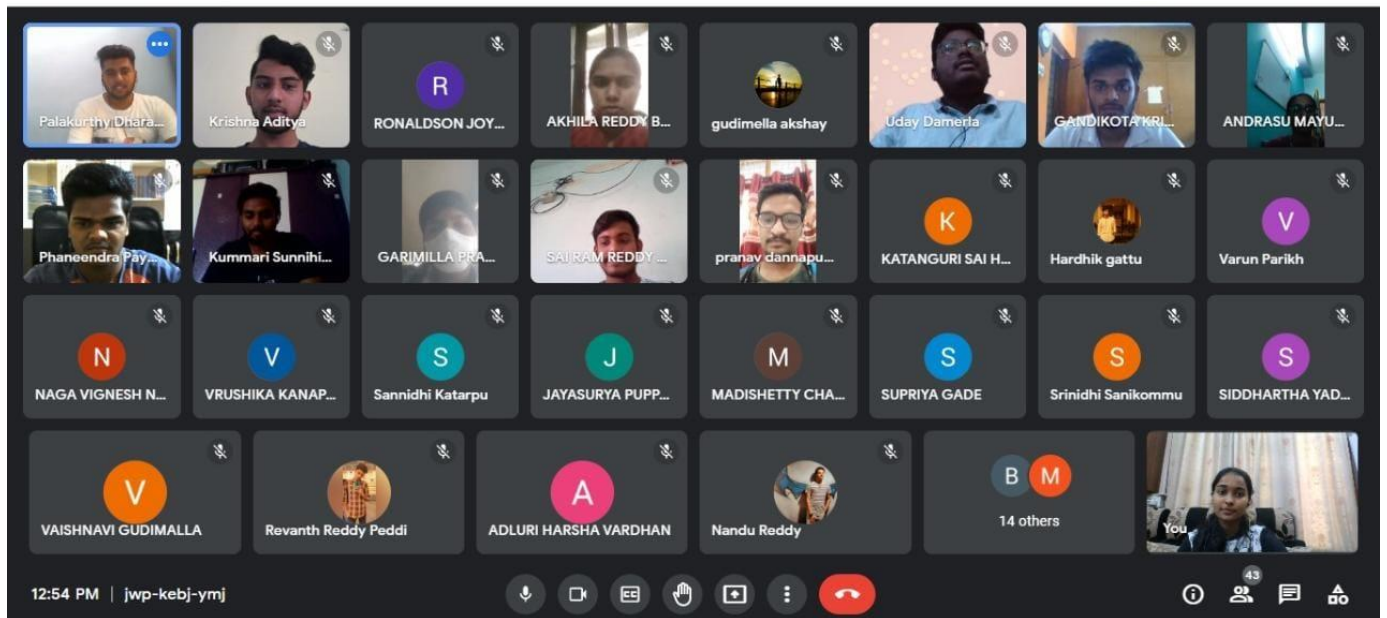 Palakurthy Dhara...
Krishna Aditya
R
RONALDSON JOY...
AKHILA REDDY B...
gudimella akshay
Uday Damerla
GANDIKOTA KRI...
ANDRASU MAYU...
Phaneendra Pay...
Kummari Sunnihi...
GARIMILLA PRA...
SAI RAM REDDY ...
pranav dannapu...
K
KATANGURI SAI H...
Hardhik gattu
V
Varun Parikh
N
NAGA VIGNESH N...
V
VRUSHIKA KANAP...
S
Sannidhi Katarpu
J
JAYASURYA PUPP...
M
MADISHETTY CHA...
S
SUPRIYA GADE
S
Srinidhi Sanikommu
S
SIDDHARTHA YAD...
V
VAISHNAVI GUDIMALLA
Revanth Reddy Peddi
A
ADLURI HARSHA VARDHAN
Nandu Reddy
B M
14 others
You
12:54 PM | jwp-kebj-ymj
CC
43